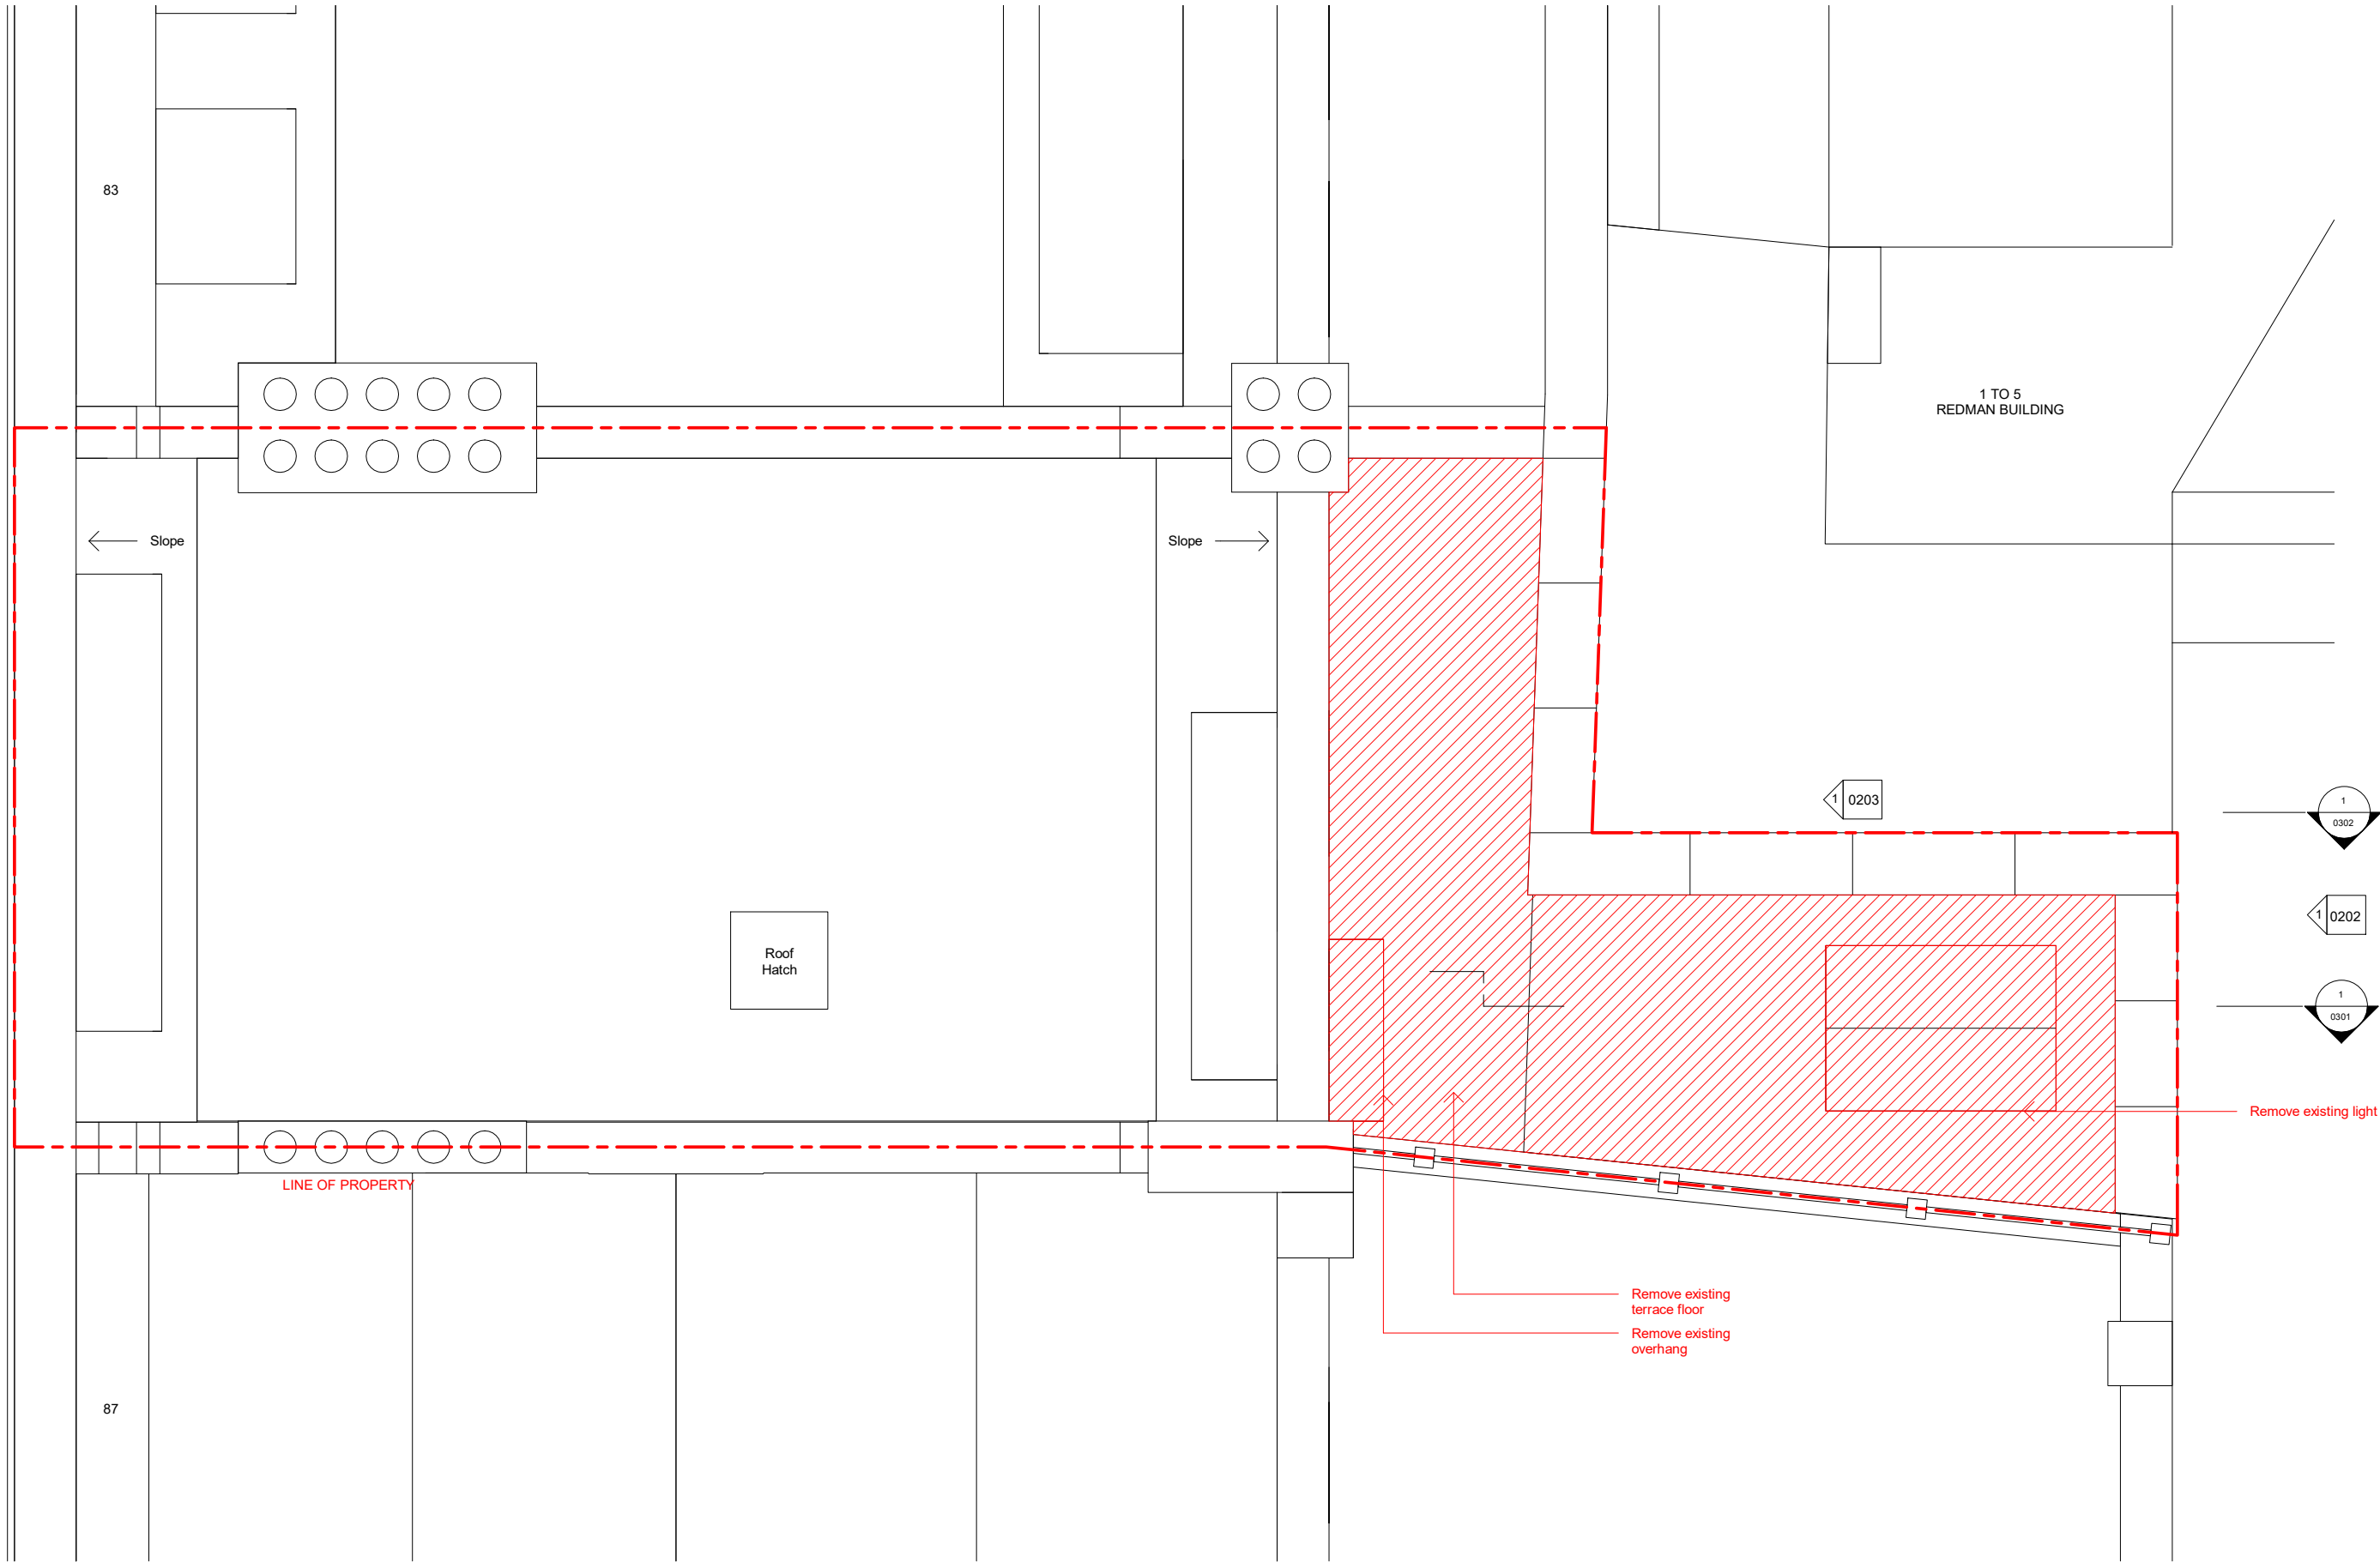 83
1 TO 5
REDMAN BUILDING
Slope
Slope
1
0203
1
0302
1
0202
Roof
Hatch
1
0301
Remove existing light
LINE OF PROPERTY
Remove existing
terrace floor
Remove existing
overhang
87